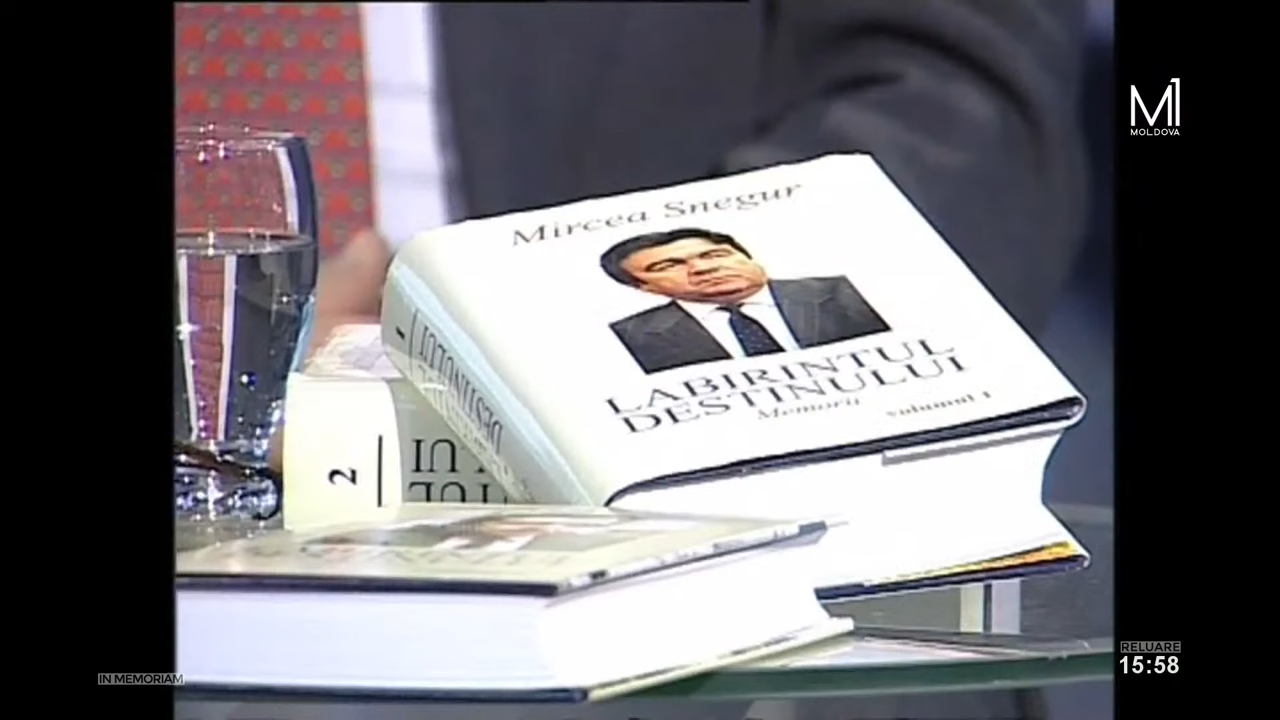 M1
MOLDOVA
Mircea Snegur
LABIRINTUL
DESTINULUI
Memorii
volumul 1
DESTINULUI
2
IN MEMORIAM
RELUARE
15:58